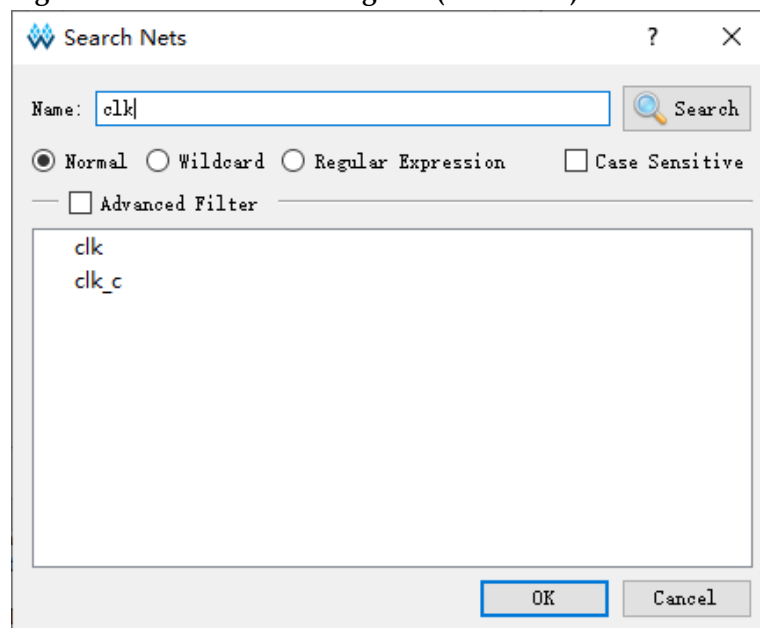 Search Nets ?
Name: clk Search
Normal Wildcard Regular Expression Case Sensitive
Advanced Filter
clk
clk_c
OK Cancel